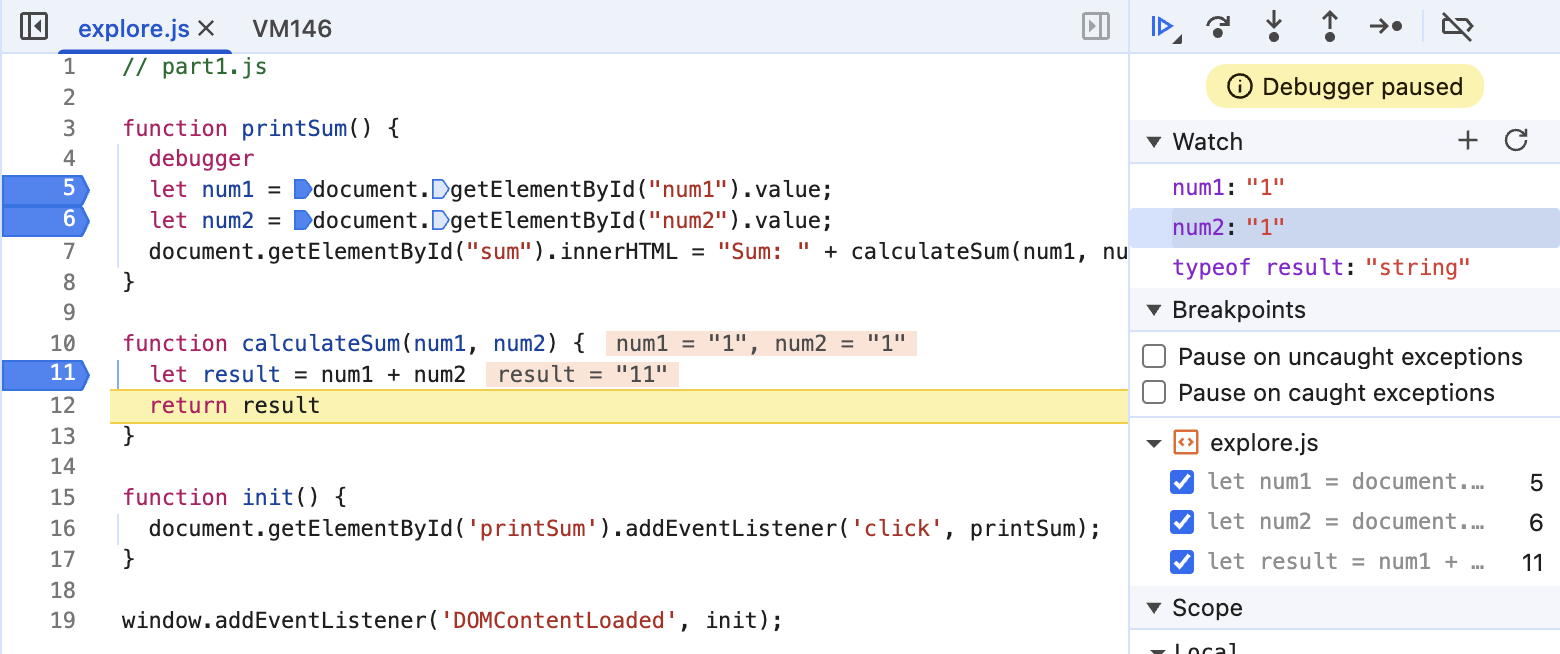 explore.js × VM146
1 // part1.js
2
3 function printSum() {
4   debugger
5   let num1 = document.getElementById("num1").value;
6   let num2 = document.getElementById("num2").value;
7   document.getElementById("sum").innerHTML = "Sum: " + calculateSum(num1, nu
8 }
9
10 function calculateSum(num1, num2) { num1 = "1", num2 = "1"
11   let result = num1 + num2 result = "11"
12   return result
13 }
14
15 function init() {
16   document.getElementById('printSum').addEventListener('click', printSum);
17 }
18
19 window.addEventListener('DOMContentLoaded', init);
Debugger paused
Watch
num1: "1"
num2: "1"
typeof result: "string"
Breakpoints
Pause on uncaught exceptions
Pause on caught exceptions
explore.js
let num1 = document.… 5
let num2 = document.… 6
let result = num1 + … 11
Scope
Local